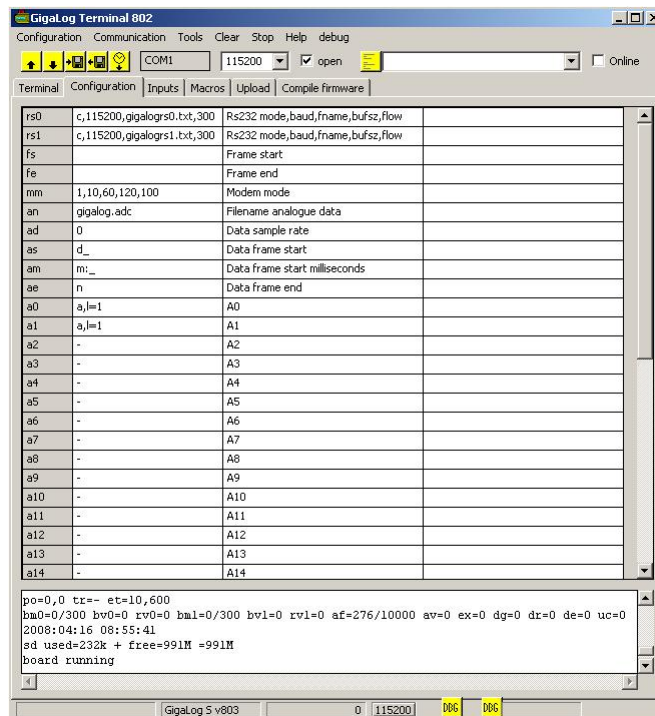 GigaLog Terminal 802
Configuration Communication Tools Clear Stop Help debug
COM1 115200 open Online
Terminal Configuration Inputs Macros Upload Compile firmware
rs0 c,115200,gigalogrs0.txt,300 Rs232 mode,baud,fname,bufsz,flow
rs1 c,115200,gigalogrs1.txt,300 Rs232 mode,baud,fname,bufsz,flow
fs Frame start
fe Frame end
mm 1,10,60,120,100 Modem mode
an gigalog.adc Filename analogue data
ad 0 Data sample rate
as d_ Data frame start
am m:_ Data frame start milliseconds
ae n Data frame end
a0 a,l=1 A0
a1 a,l=1 A1
a2 - A2
a3 - A3
a4 - A4
a5 - A5
a6 - A6
a7 - A7
a8 - A8
a9 - A9
a10 - A10
a11 - A11
a12 - A12
a13 - A13
a14 - A14
po=0,0 tr=- et=10,600
bm0=0/300 bv0=0 rv0=0 bm1=0/300 bv1=0 rv1=0 af=276/10000 av=0 ex=0 dg=0 dr=0 de=0 uc=0
2008:04:16 08:55:41
sd used=232k + free=991M =991M
board running
GigaLog S v803 0 115200 DBG DBG